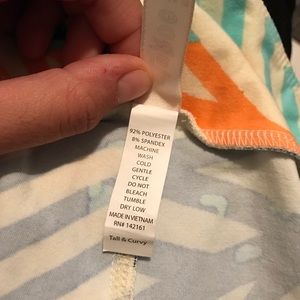 92% POLYESTER
8% SPANDEX
MACHINE
WASH
COLD
GENTLE
CYCLE
DO NOT
BLEACH
TUMBLE
DRY LOW
MADE IN VIETNAM
RN# 142161
Tall & Curvy